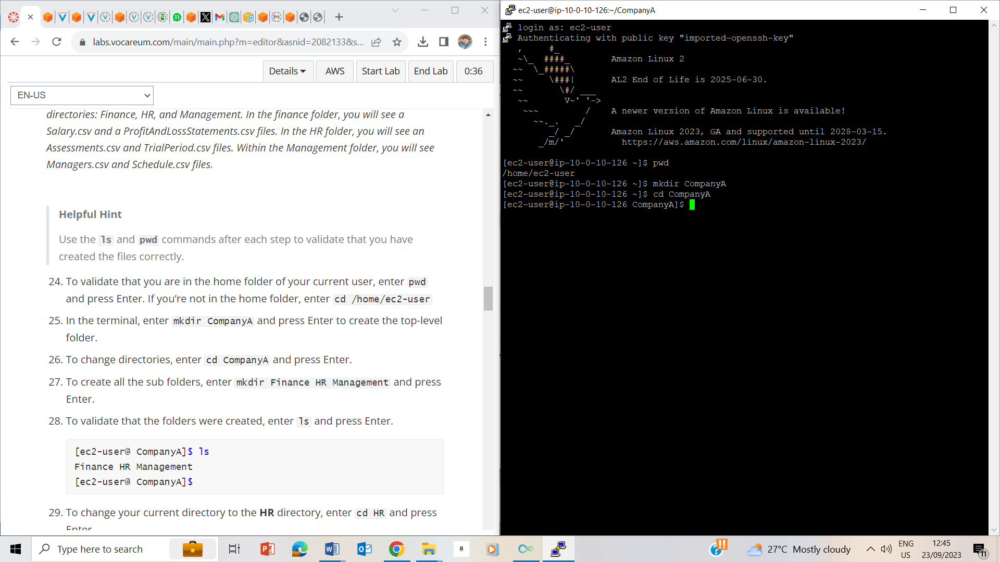 labs.vocareum.com/main/main.php?m=editor&asnid=2082133&s...
Details
AWS
Start Lab
End Lab
0:36
EN-US
directories: Finance, HR, and Management. In the finance folder, you will see a
Salary.csv and a ProfitAndLossStatements.csv files. In the HR folder, you will see an
Assessments.csv and TrialPeriod.csv files. Within the Management folder, you will see
Managers.csv and Schedule.csv files.
Helpful Hint
Use the ls and pwd commands after each step to validate that you have
created the files correctly.
24. To validate that you are in the home folder of your current user, enter pwd
and press Enter. If you’re not in the home folder, enter cd /home/ec2-user
25. In the terminal, enter mkdir CompanyA and press Enter to create the top-level
folder.
26. To change directories, enter cd CompanyA and press Enter.
27. To create all the sub folders, enter mkdir Finance HR Management and press
Enter.
28. To validate that the folders were created, enter ls and press Enter.
[ec2-user@ CompanyA]$ ls
Finance HR Management
[ec2-user@ CompanyA]$
29. To change your current directory to the HR directory, enter cd HR and press
Enter
ec2-user@ip-10-0-10-126:~/CompanyA
login as: ec2-user
Authenticating with public key "imported-openssh-key"
   ,     #_
   ~\_  ####_        Amazon Linux 2
  ~~  \_#####\
  ~~     \###|       AL2 End of Life is 2025-06-30.
  ~~       \#/ ___
   ~~       V~' '->
    ~~~         /    A newer version of Amazon Linux is available!
      ~~._.   _/
         _/ _/       Amazon Linux 2023, GA and supported until 2028-03-15.
       _/m/'           https://aws.amazon.com/linux/amazon-linux-2023/
[ec2-user@ip-10-0-10-126 ~]$ pwd
/home/ec2-user
[ec2-user@ip-10-0-10-126 ~]$ mkdir CompanyA
[ec2-user@ip-10-0-10-126 ~]$ cd CompanyA
[ec2-user@ip-10-0-10-126 CompanyA]$
Type here to search
27°C Mostly cloudy
ENG
US
12:45
23/09/2023
11